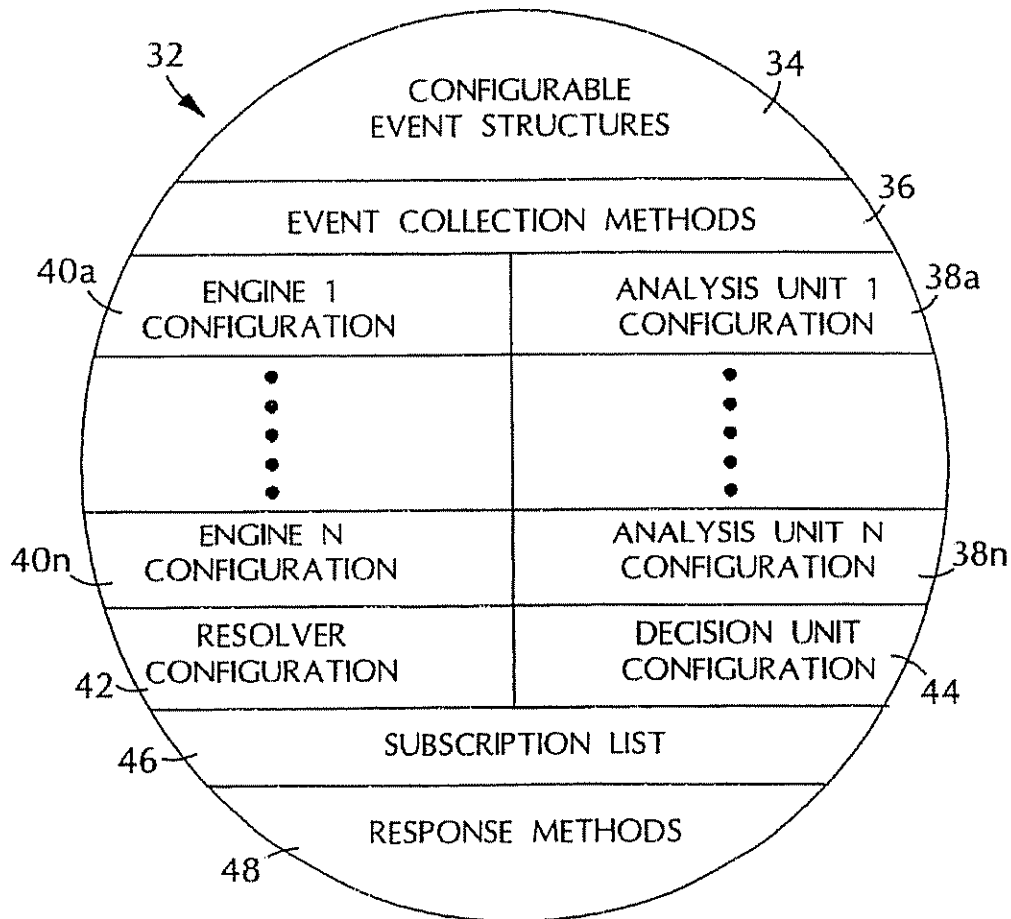 32
34
CONFIGURABLE
EVENT STRUCTURES
36
EVENT COLLECTION METHODS
40a
ENGINE 1
CONFIGURATION
ANALYSIS UNIT 1
CONFIGURATION
38a
40n
ENGINE N
CONFIGURATION
ANALYSIS UNIT N
CONFIGURATION
38n
42
RESOLVER
CONFIGURATION
DECISION UNIT
CONFIGURATION
44
46
SUBSCRIPTION LIST
RESPONSE METHODS
48